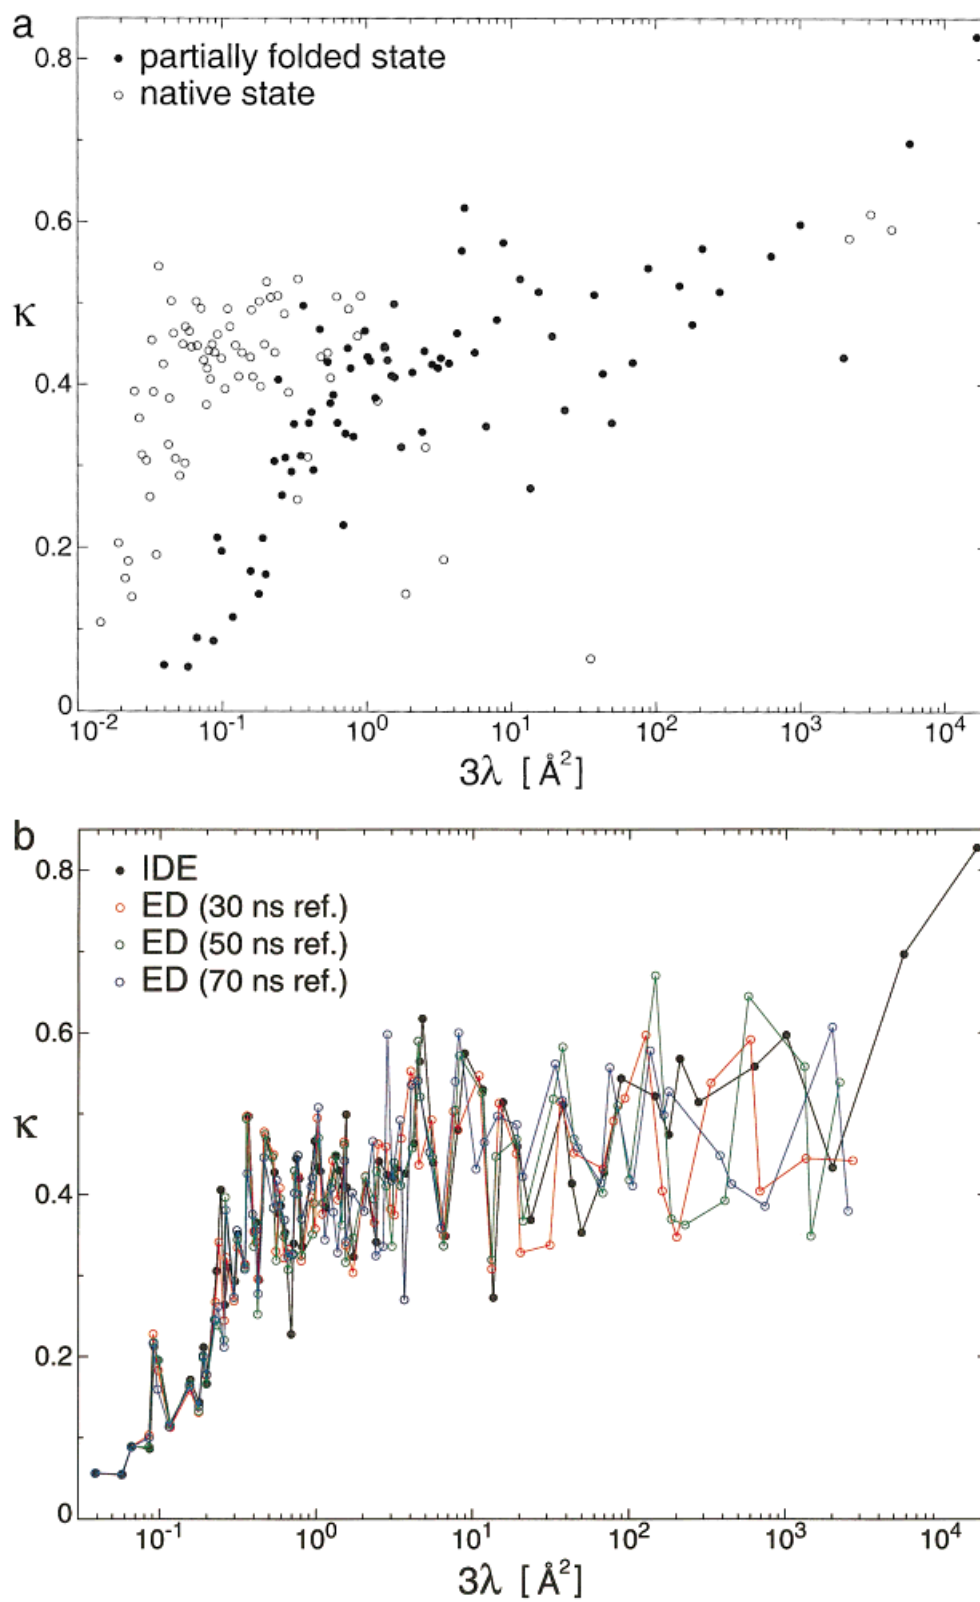 a
0.8
● partially folded state
○ native state
0.6
κ
0.4
0.2
0
10⁻² 10⁻¹ 10⁰ 10¹ 10² 10³ 10⁴
3λ [Å²]
b
0.8
● IDE
○ ED (30 ns ref.)
○ ED (50 ns ref.)
○ ED (70 ns ref.)
0.6
κ
0.4
0.2
0
10⁻¹ 10⁰ 10¹ 10² 10³ 10⁴
3λ [Å²]